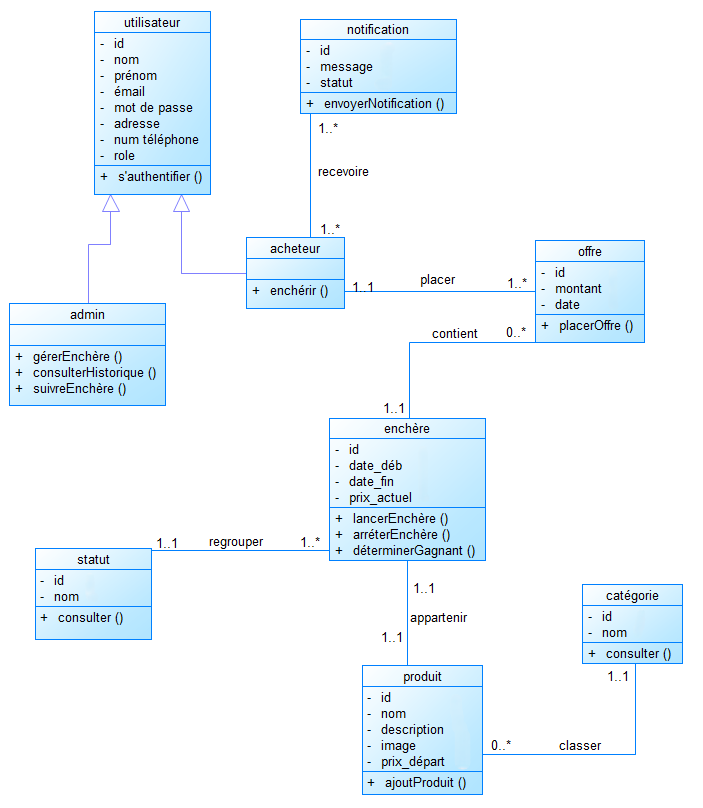 utilisateur
- id
- nom
- prénom
- émail
- mot de passe
- adresse
- num téléphone
- role
+ s'authentifier ()
notification
- id
- message
- statut
+ envoyerNotification ()
1..*
recevoire
1..*
acheteur
+ enchérir ()
1..1
placer
1..*
offre
- id
- montant
- date
+ placerOffre ()
admin
+ gérerEnchère ()
+ consulterHistorique ()
+ suivreEnchère ()
0..*
contient
1..1
enchère
- id
- date_déb
- date_fin
- prix_actuel
+ lancerEnchère ()
+ arréterEnchère ()
+ déterminerGagnant ()
1..1
regrouper
1..*
statut
- id
- nom
+ consulter ()
1..1
appartenir
1..1
catégorie
- id
- nom
+ consulter ()
1..1
classer
0..*
produit
- id
- nom
- description
- image
- prix_départ
+ ajoutProduit ()